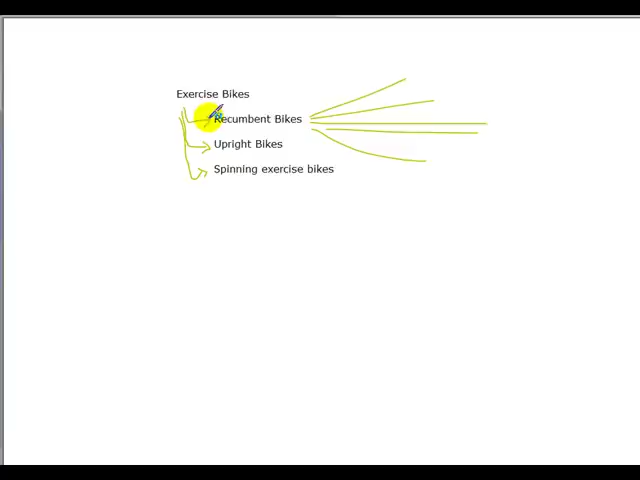 Exercise Bikes
Recumbent Bikes
Upright Bikes
Spinning exercise bikes